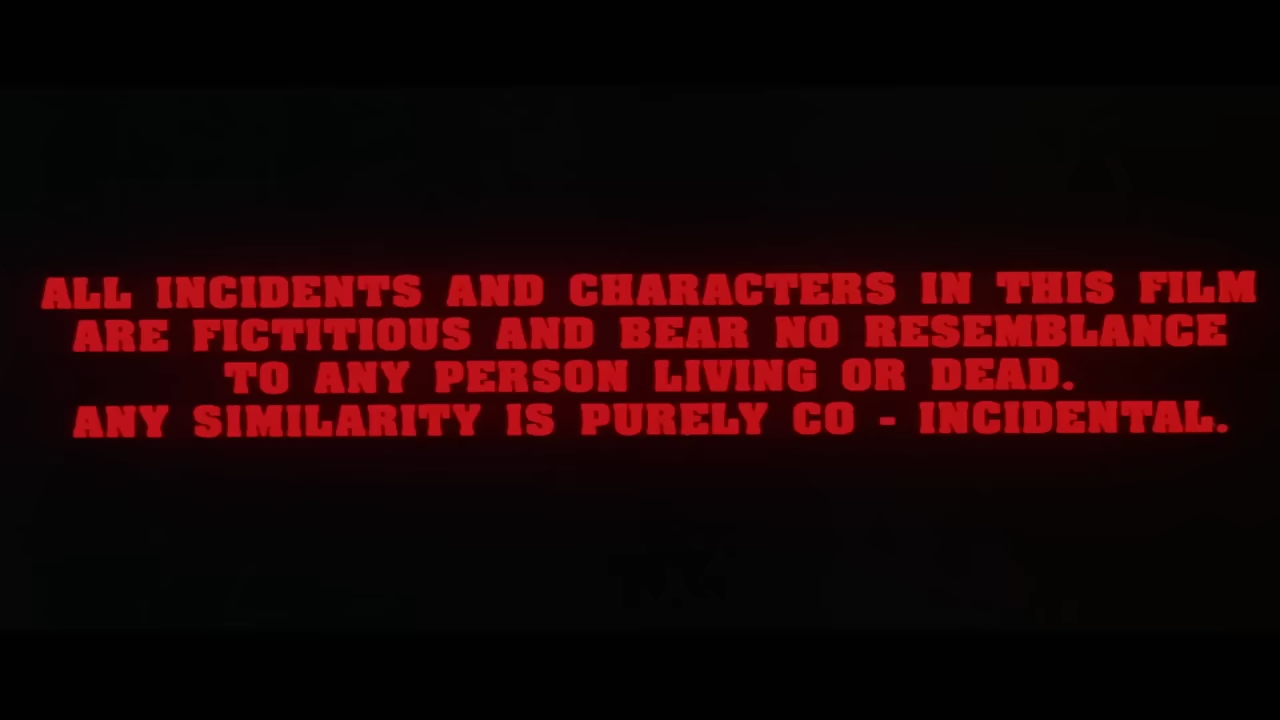 ALL INCIDENTS AND CHARACTERS IN THIS FILM
ARE FICTITIOUS AND BEAR NO RESEMBLANCE
TO ANY PERSON LIVING OR DEAD.
ANY SIMILARITY IS PURELY CO - INCIDENTAL.